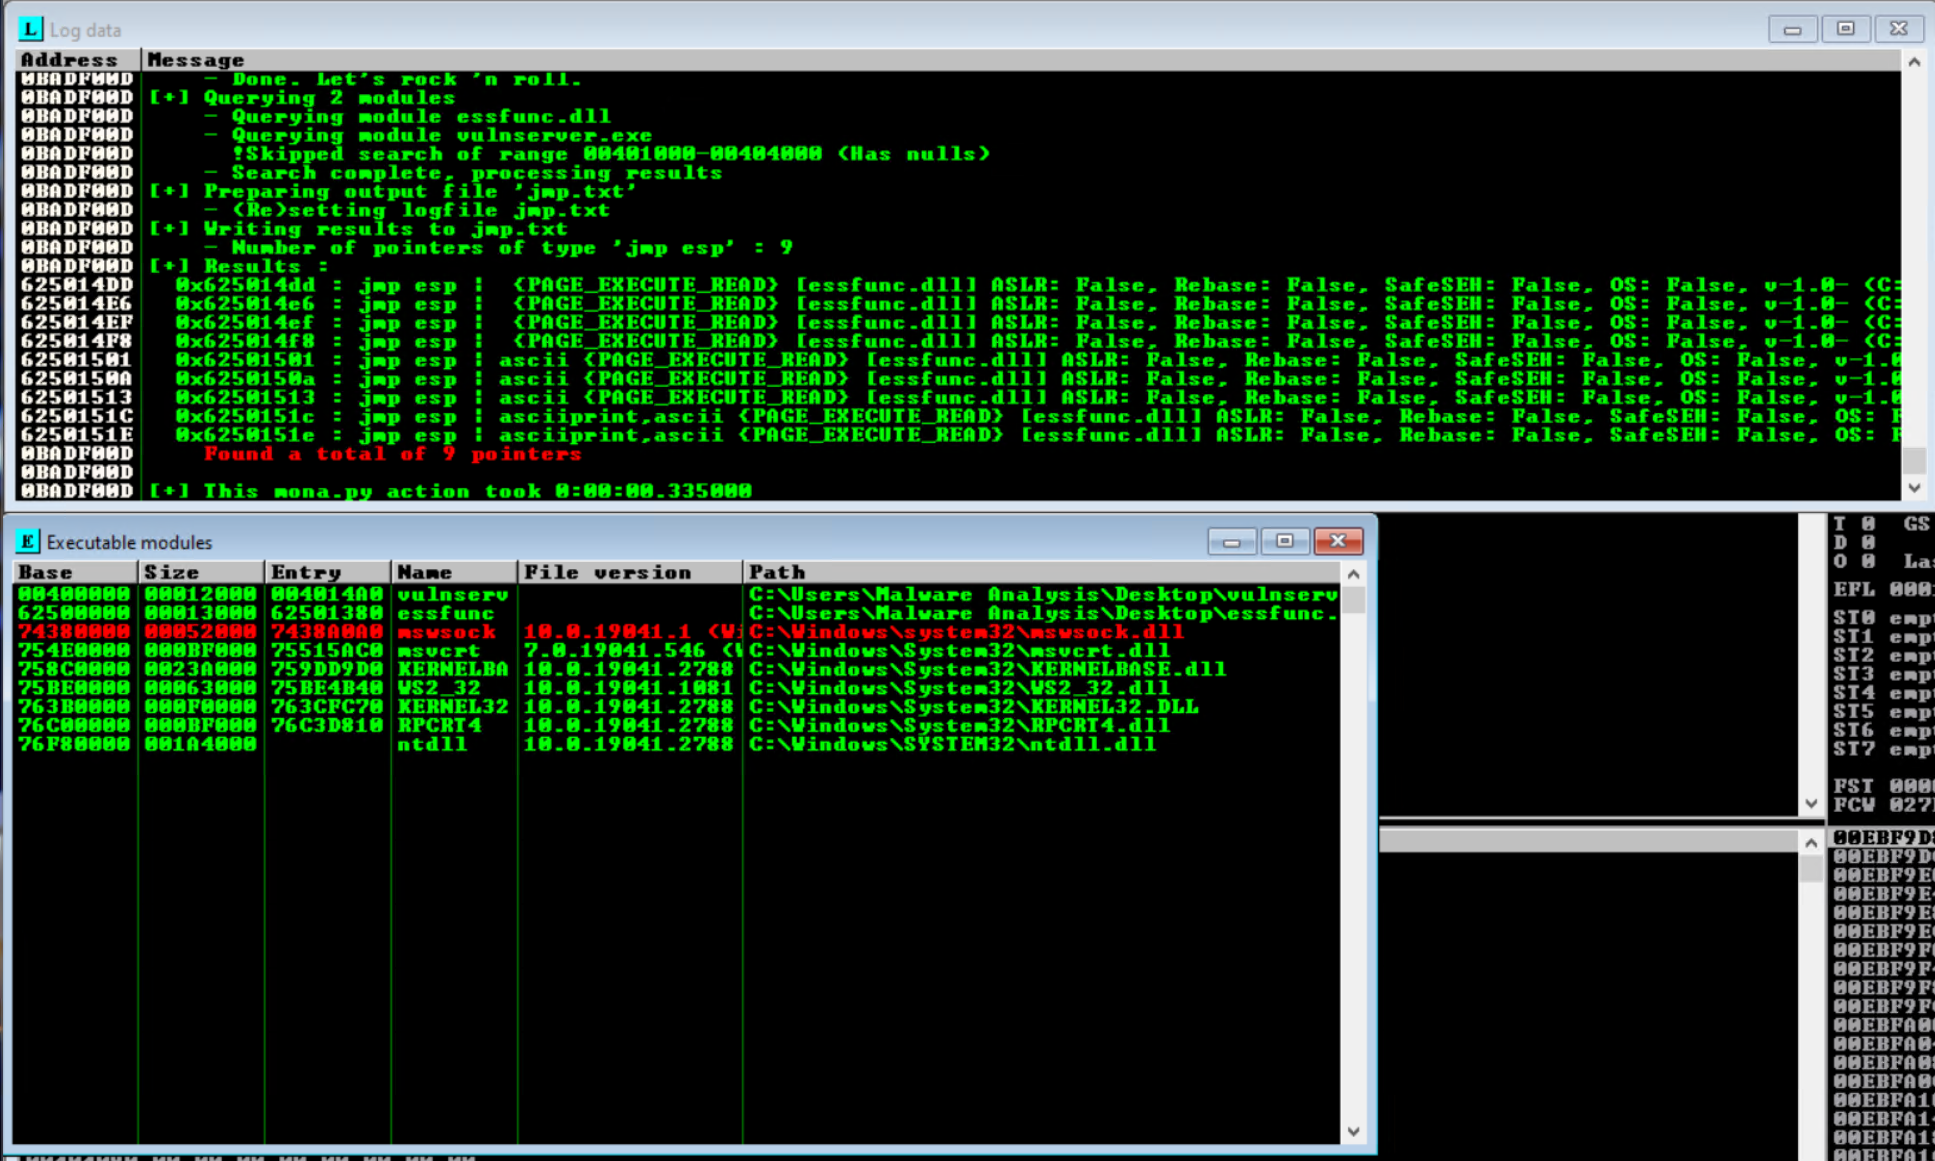 Log data
Address Message
0BADF00D - Done. Let's rock 'n roll.
0BADF00D [+] Querying 2 modules
0BADF00D - Querying module essfunc.dll
0BADF00D - Querying module vulnserver.exe
0BADF00D !Skipped search of range 00401000-00404000 (Has nulls)
0BADF00D - Search complete, processing results
0BADF00D [+] Preparing output file 'jmp.txt'
0BADF00D - (Re)setting logfile jmp.txt
0BADF00D [+] Writing results to jmp.txt
0BADF00D - Number of pointers of type 'jmp esp' : 9
0BADF00D [+] Results :
625014DD 0x625014dd : jmp esp | {PAGE_EXECUTE_READ} [essfunc.dll] ASLR: False, Rebase: False, SafeSEH: False, OS: False, v-1.0- (C:
625014E6 0x625014e6 : jmp esp | {PAGE_EXECUTE_READ} [essfunc.dll] ASLR: False, Rebase: False, SafeSEH: False, OS: False, v-1.0- (C:
625014EF 0x625014ef : jmp esp | {PAGE_EXECUTE_READ} [essfunc.dll] ASLR: False, Rebase: False, SafeSEH: False, OS: False, v-1.0- (C:
625014F8 0x625014f8 : jmp esp | {PAGE_EXECUTE_READ} [essfunc.dll] ASLR: False, Rebase: False, SafeSEH: False, OS: False, v-1.0- (C:
62501501 0x62501501 : jmp esp | ascii {PAGE_EXECUTE_READ} [essfunc.dll] ASLR: False, Rebase: False, SafeSEH: False, OS: False, v-1.0
6250150A 0x6250150a : jmp esp | ascii {PAGE_EXECUTE_READ} [essfunc.dll] ASLR: False, Rebase: False, SafeSEH: False, OS: False, v-1.0
62501513 0x62501513 : jmp esp | ascii {PAGE_EXECUTE_READ} [essfunc.dll] ASLR: False, Rebase: False, SafeSEH: False, OS: False, v-1.0
6250151C 0x6250151c : jmp esp | asciiprint,ascii {PAGE_EXECUTE_READ} [essfunc.dll] ASLR: False, Rebase: False, SafeSEH: False, OS:
6250151E 0x6250151e : jmp esp | asciiprint,ascii {PAGE_EXECUTE_READ} [essfunc.dll] ASLR: False, Rebase: False, SafeSEH: False, OS:
0BADF00D Found a total of 9 pointers
0BADF00D
0BADF00D [+] This mona.py action took 0:00:00.335000
Executable modules
Base Size Entry Name File version Path
00400000 00012000 004014A0 vulnserv C:\Users\Malware Analysis\Desktop\vulnserv
62500000 00013000 62501380 essfunc C:\Users\Malware Analysis\Desktop\essfunc.
74380000 00052000 7438A0A0 mswsock 10.0.19041.1 (Wi C:\Windows\system32\mswsock.dll
754E0000 000BF000 75515AC0 msvcrt 7.0.19041.546 (W C:\Windows\System32\msvcrt.dll
758C0000 0023A000 759DD9D0 KERNELBA 10.0.19041.2788 C:\Windows\System32\KERNELBASE.dll
75BE0000 00063000 75BE4B40 WS2_32 10.0.19041.1081 C:\Windows\System32\WS2_32.dll
763B0000 000F0000 763CFC70 KERNEL32 10.0.19041.2788 C:\Windows\System32\KERNEL32.DLL
76C00000 000BF000 76C3D810 RPCRT4 10.0.19041.2788 C:\Windows\System32\RPCRT4.dll
76F80000 001A4000 ntdll 10.0.19041.2788 C:\Windows\SYSTEM32\ntdll.dll
T 0 GS
D 0
O 0 Las
EFL 000
ST0 emp
ST1 emp
ST2 emp
ST3 emp
ST4 emp
ST5 emp
ST6 emp
ST7 emp
FST 000
FCW 027
00EBF9D
00EBF9D
00EBF9E
00EBF9E
00EBF9E
00EBF9E
00EBF9F
00EBF9F
00EBF9F
00EBF9F
00EBFA0
00EBFA0
00EBFA0
00EBFA0
00EBFA1
00EBFA1
00EBFA1
00EBFA1